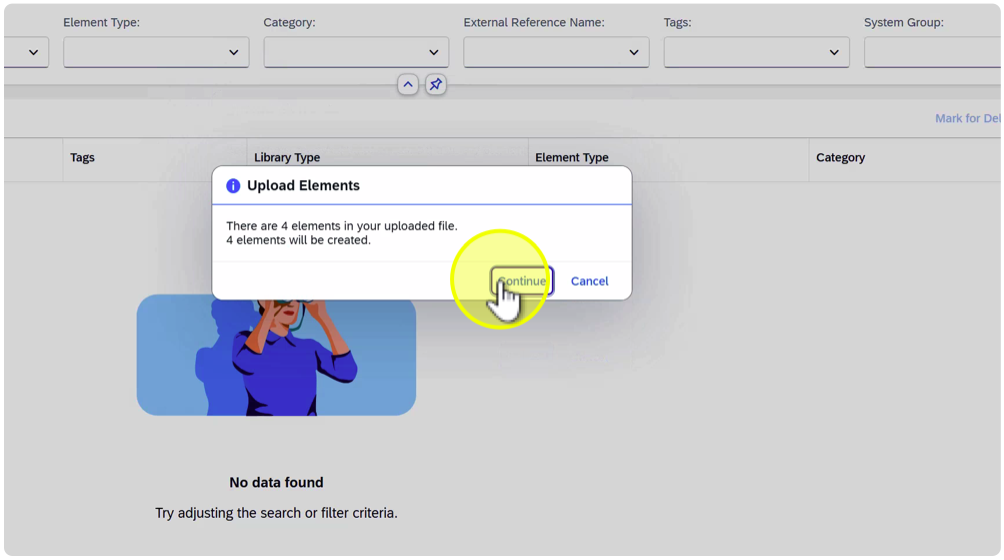 Element Type: Category: External Reference Name: Tags: System Group:
Mark for Del
Tags Library Type Element Type Category
Upload Elements
There are 4 elements in your uploaded file.
4 elements will be created.
Continue Cancel
No data found
Try adjusting the search or filter criteria.